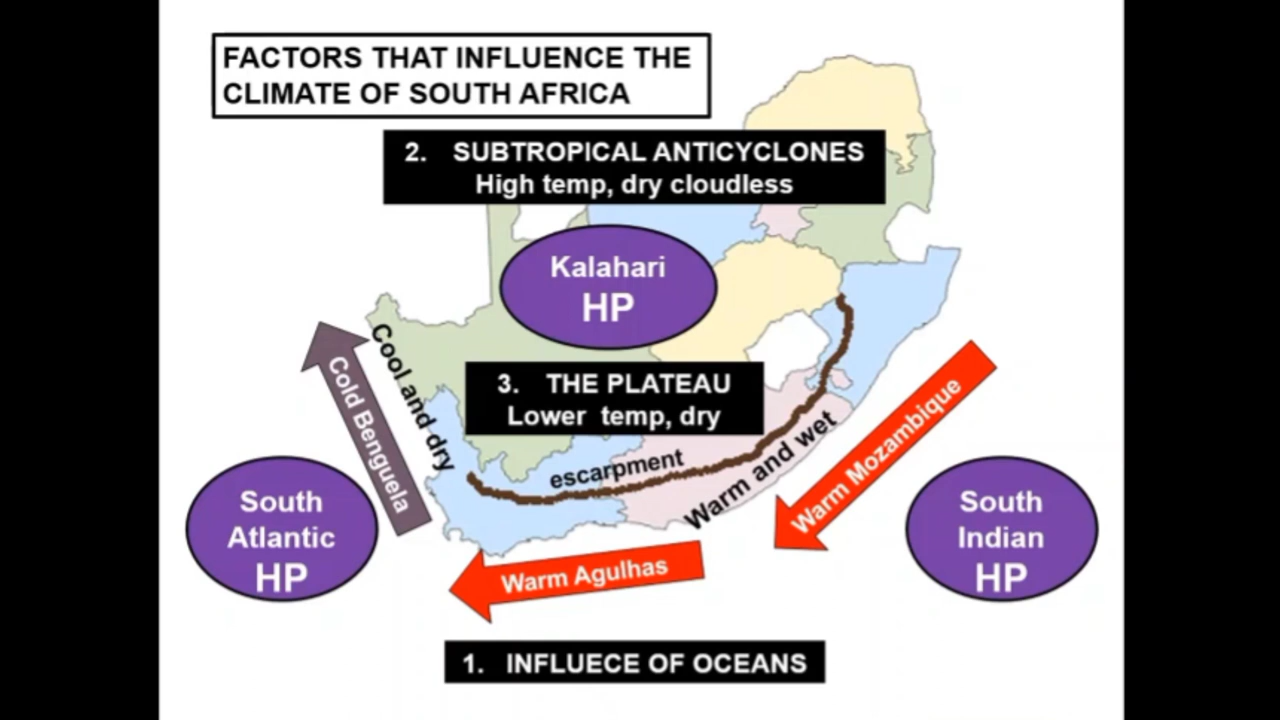 FACTORS THAT INFLUENCE THE
CLIMATE OF SOUTH AFRICA
2. SUBTROPICAL ANTICYCLONES
High temp, dry cloudless
Kalahari
HP
Cool and dry
Cold Benguela
3. THE PLATEAU
Lower temp, dry
escarpment
Warm and wet
Warm Mozambique
South
Atlantic
HP
South
Indian
HP
Warm Agulhas
1. INFLUECE OF OCEANS